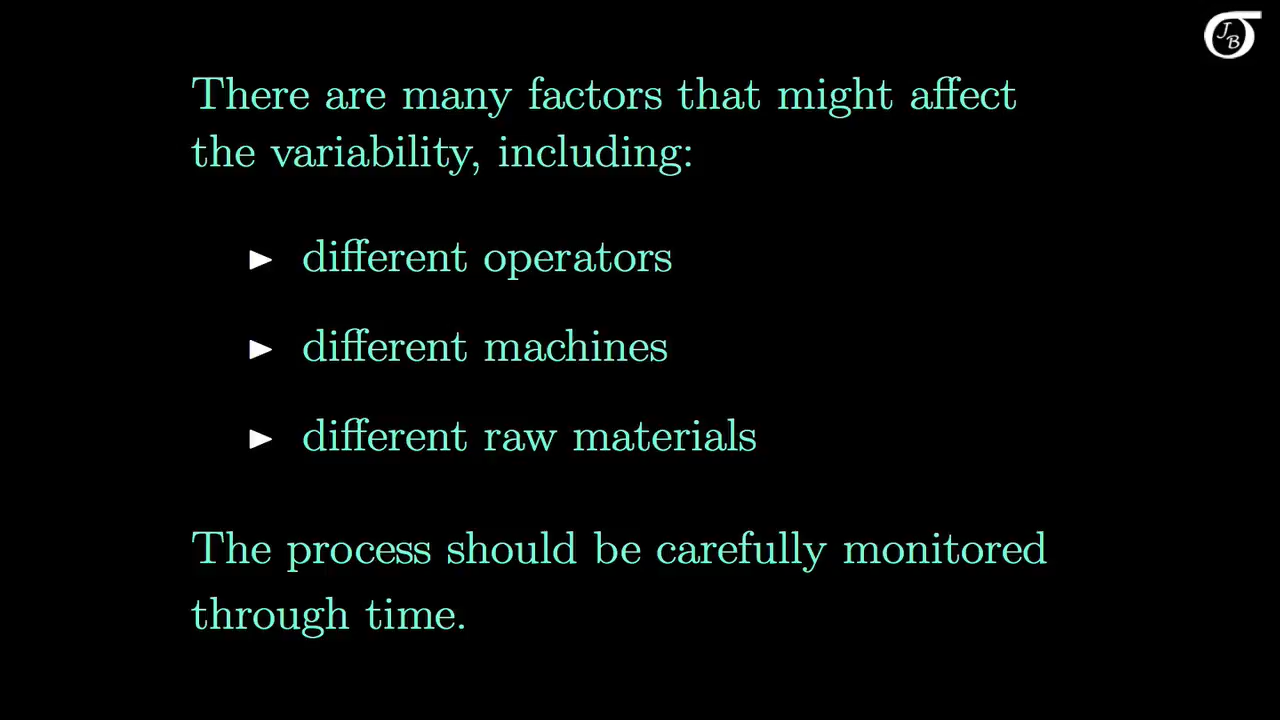 JB
There are many factors that might affect
the variability, including:
► different operators
► different machines
► different raw materials
The process should be carefully monitored
through time.